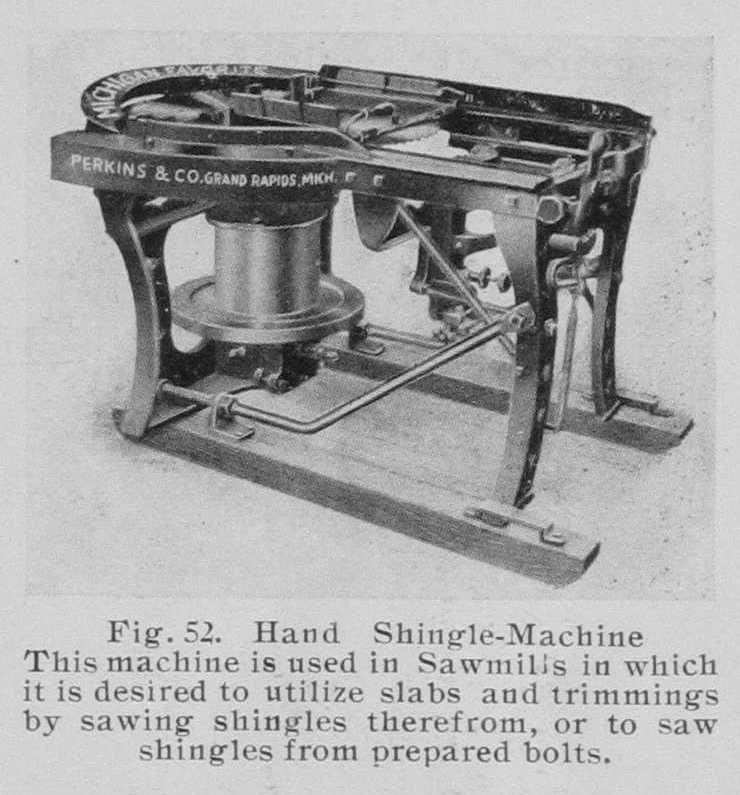 MICHIGAN FAVORITE
PERKINS & CO. GRAND RAPIDS, MICH.
Fig. 52. Hand Shingle-Machine
This machine is used in Sawmills in which
it is desired to utilize slabs and trimmings
by sawing shingles therefrom, or to saw
shingles from prepared bolts.